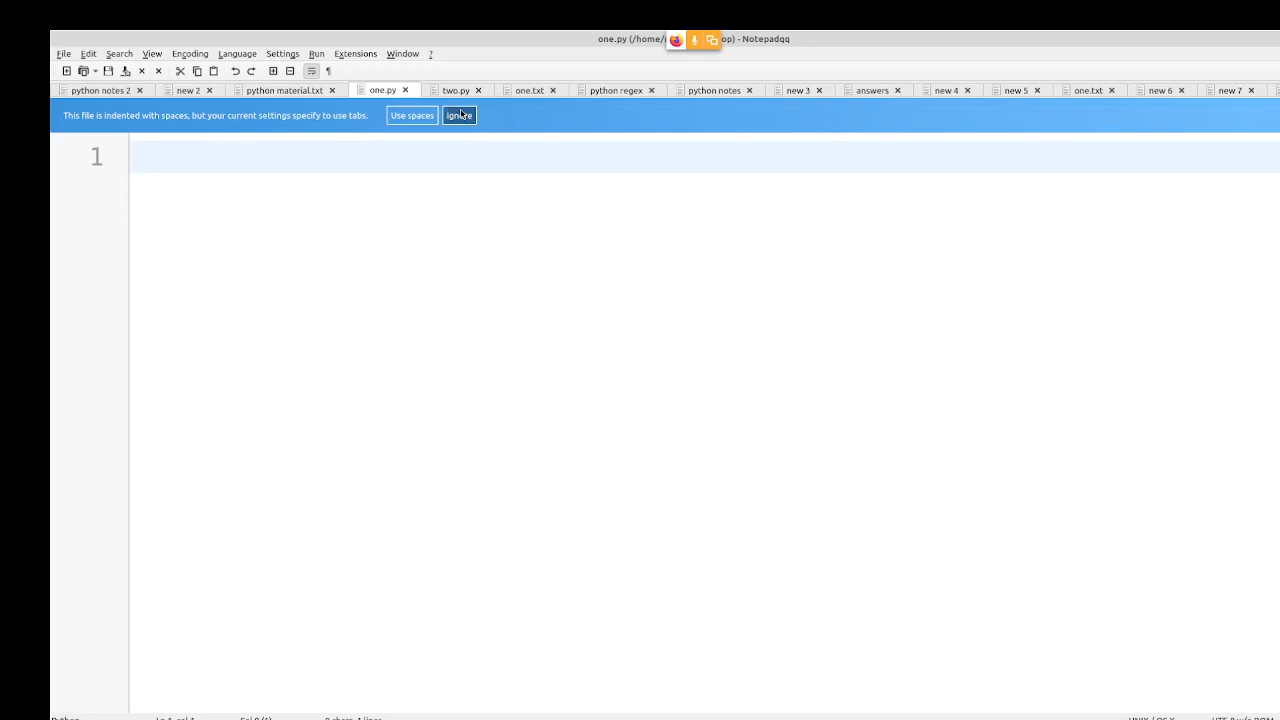 one.py (/home/ op) - Notepadqq
File Edit Search View Encoding Language Settings Run Extensions Window ?
python notes 2 new 2 python material.txt one.py two.py one.txt python regex python notes new 3 answers new 4 new 5 one.txt new 6 new 7
This file is indented with spaces, but your current settings specify to use tabs. Use spaces Ignore
1